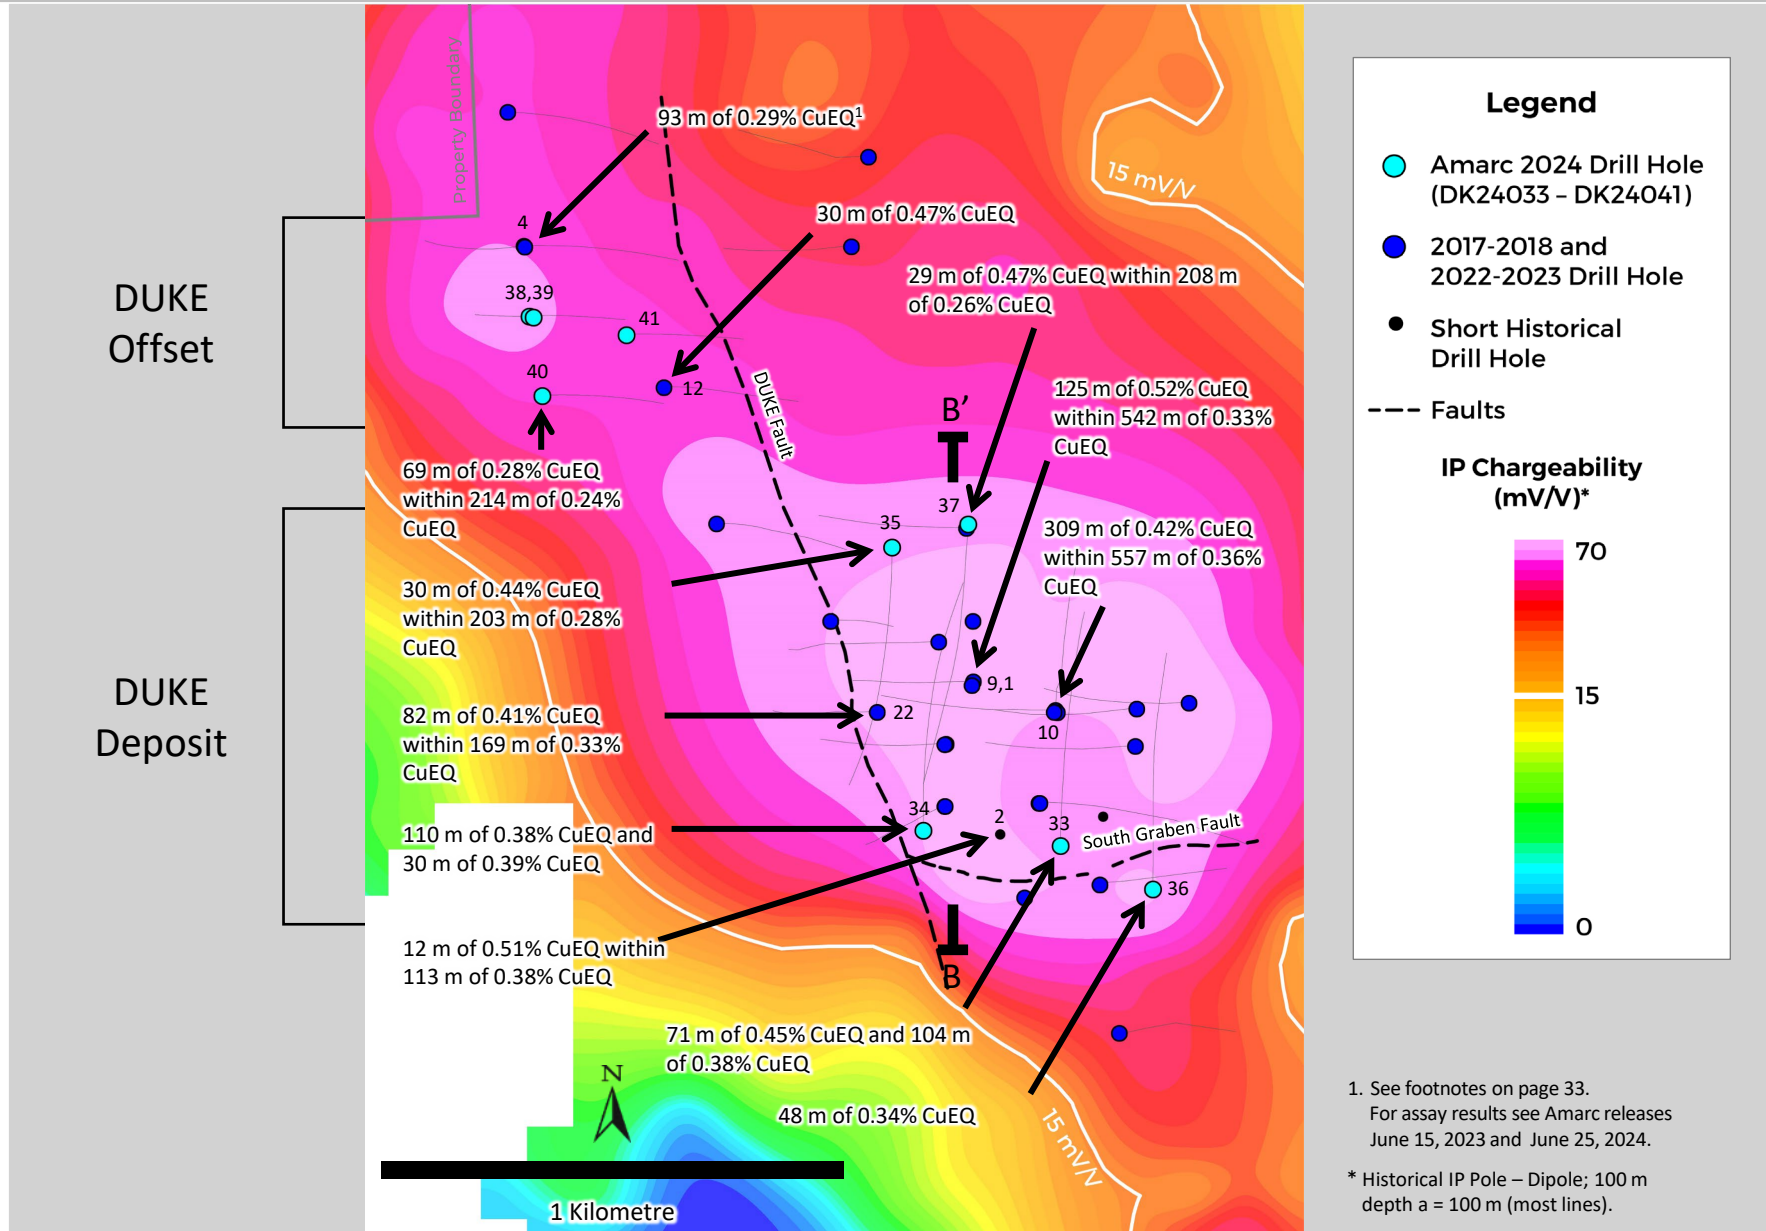 DUKE
Offset
DUKE
Deposit
Property Boundary
93 m of 0.29% CuEQ¹
30 m of 0.47% CuEQ
29 m of 0.47% CuEQ within 208 m
of 0.26% CuEQ
125 m of 0.52% CuEQ
within 542 m of 0.33%
CuEQ
309 m of 0.42% CuEQ
within 557 m of 0.36%
CuEQ
69 m of 0.28% CuEQ
within 214 m of 0.24%
CuEQ
30 m of 0.44% CuEQ
within 203 m of 0.28%
CuEQ
82 m of 0.41% CuEQ
within 169 m of 0.33%
CuEQ
110 m of 0.38% CuEQ and
30 m of 0.39% CuEQ
12 m of 0.51% CuEQ within
113 m of 0.38% CuEQ
71 m of 0.45% CuEQ and 104 m
of 0.38% CuEQ
48 m of 0.34% CuEQ
4
38,39
41
40
12
DUKE Fault
B’
37
35
9,1
22
10
34
2
33
South Graben Fault
36
B
15 mV/V
15 mV/V
N
1 Kilometre
Legend
Amarc 2024 Drill Hole
(DK24033 – DK24041)
2017-2018 and
2022-2023 Drill Hole
Short Historical
Drill Hole
Faults
IP Chargeability
(mV/V)*
70
15
0
1. See footnotes on page 33.
For assay results see Amarc releases
June 15, 2023 and June 25, 2024.
* Historical IP Pole – Dipole; 100 m
depth a = 100 m (most lines).